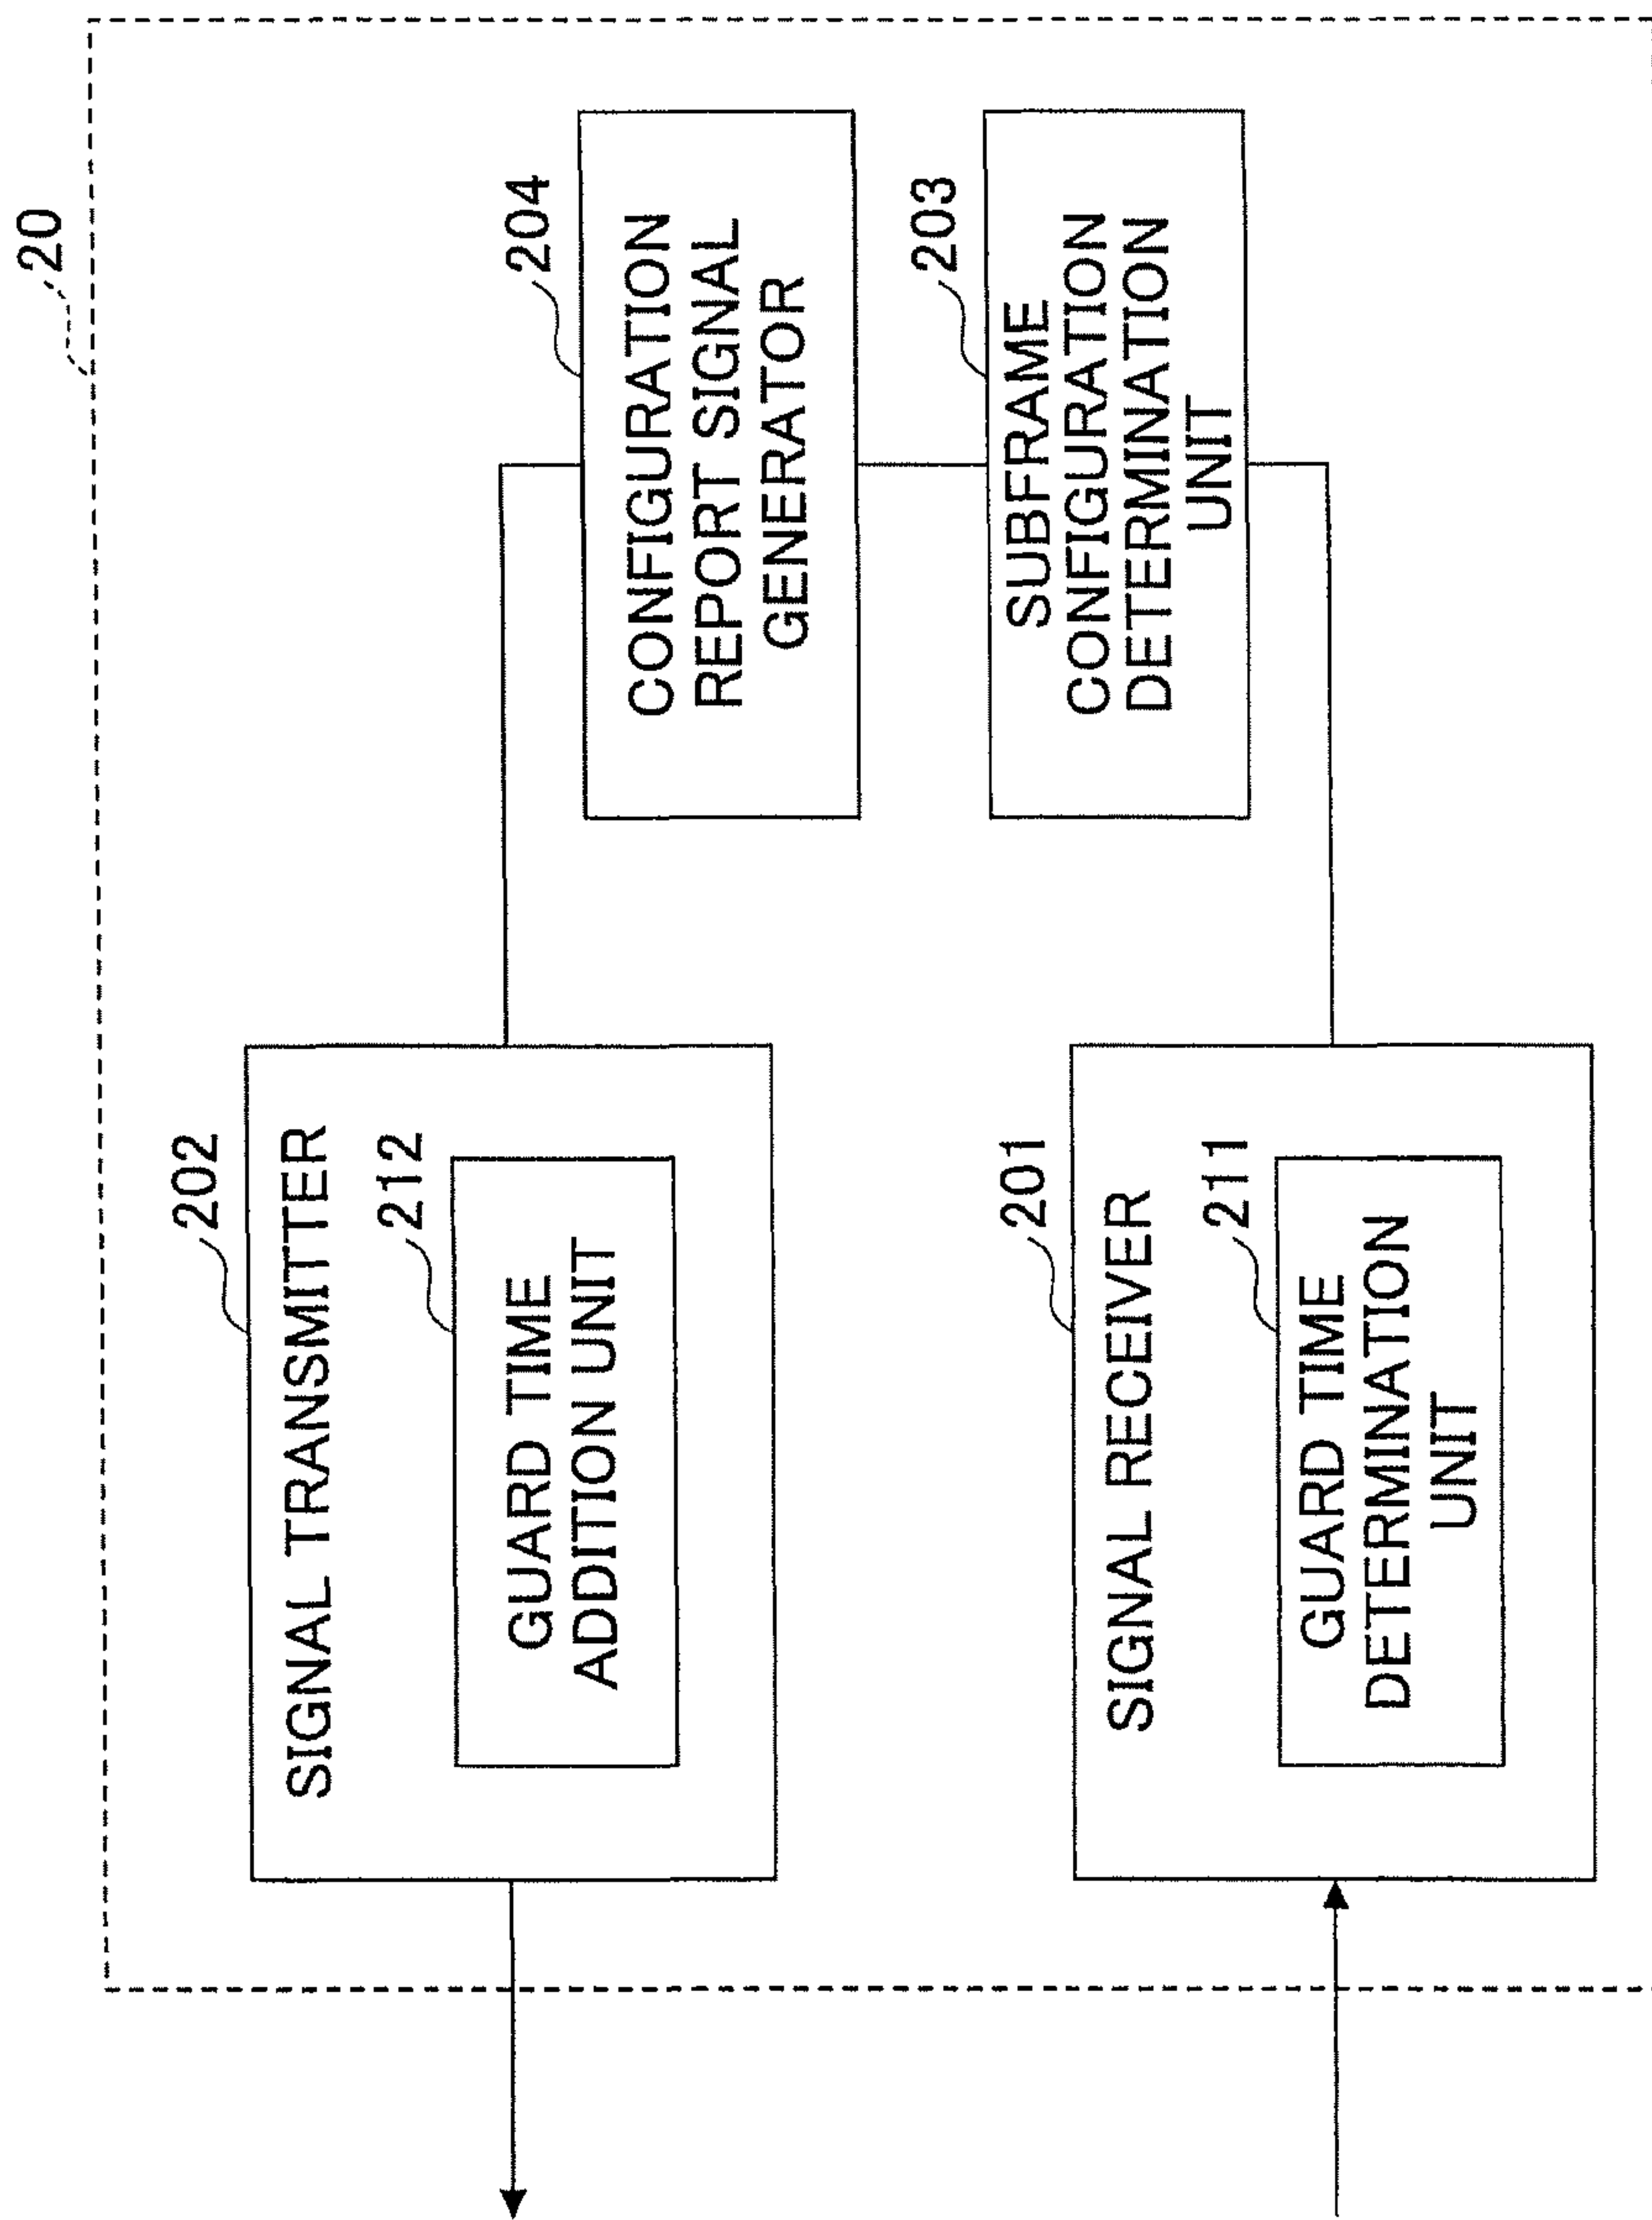 20
202
SIGNAL TRANSMITTER
212
GUARD TIME
ADDITION UNIT
204
CONFIGURATION
REPORT SIGNAL
GENERATOR
201
SIGNAL RECEIVER
211
GUARD TIME
DETERMINATION
UNIT
203
SUBFRAME
CONFIGURATION
DETERMINATION
UNIT